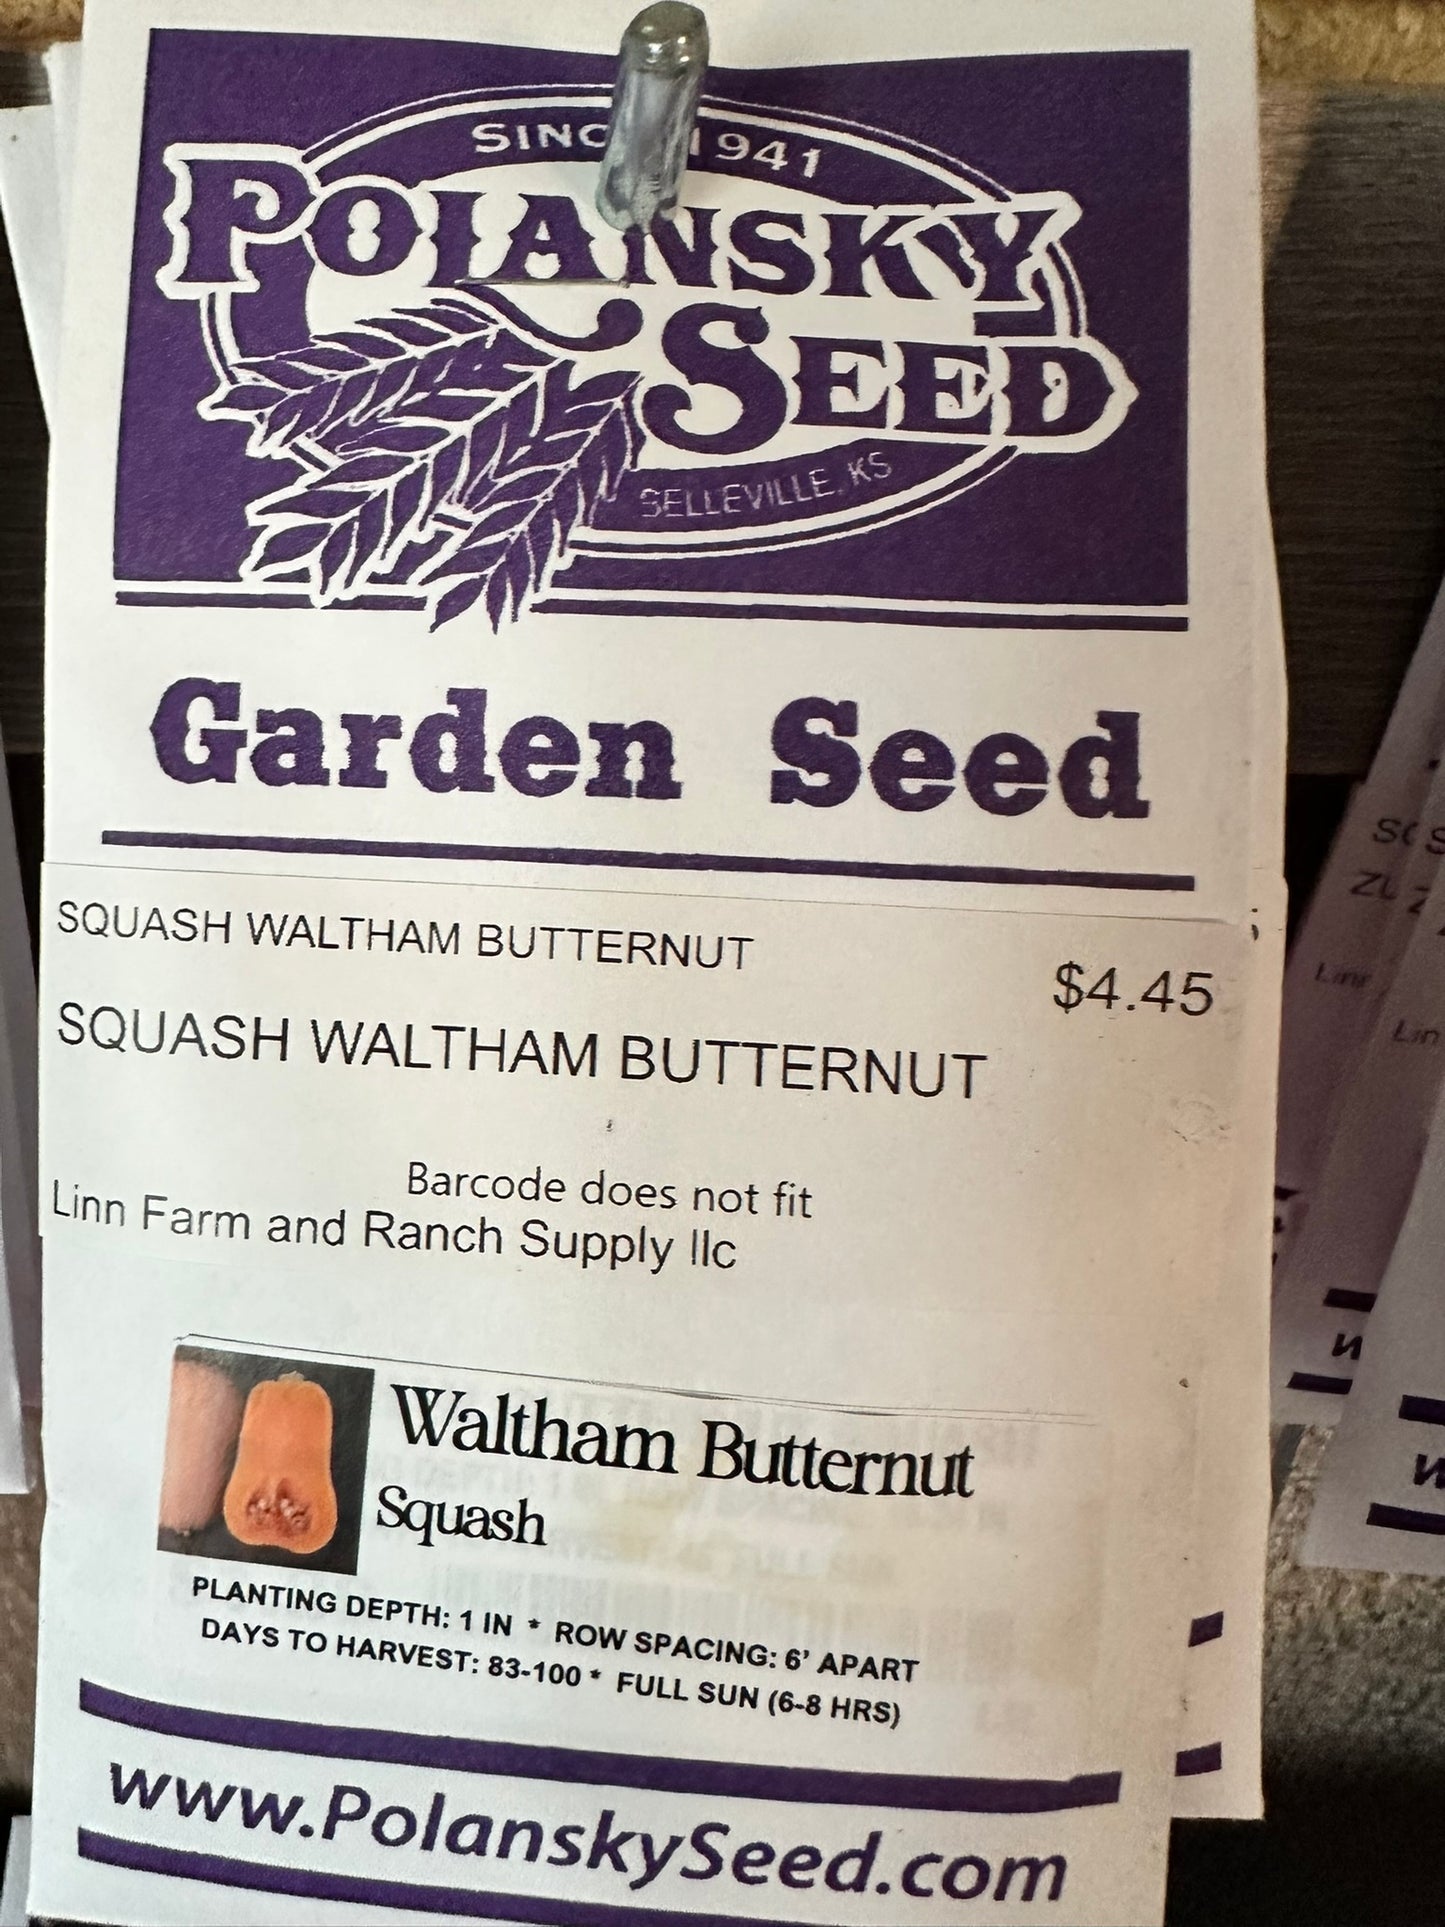 SINC 1941
POLANSKY
SEED
BELLEVILLE, KS
Garden Seed
SQUASH WALTHAM BUTTERNUT
$4.45
SQUASH WALTHAM BUTTERNUT
Barcode does not fit
Linn Farm and Ranch Supply llc
Waltham Butternut
Squash
PLANTING DEPTH: 1 IN * ROW SPACING: 6' APART
DAYS TO HARVEST: 83-100 * FULL SUN (6-8 HRS)
www.PolanskySeed.com